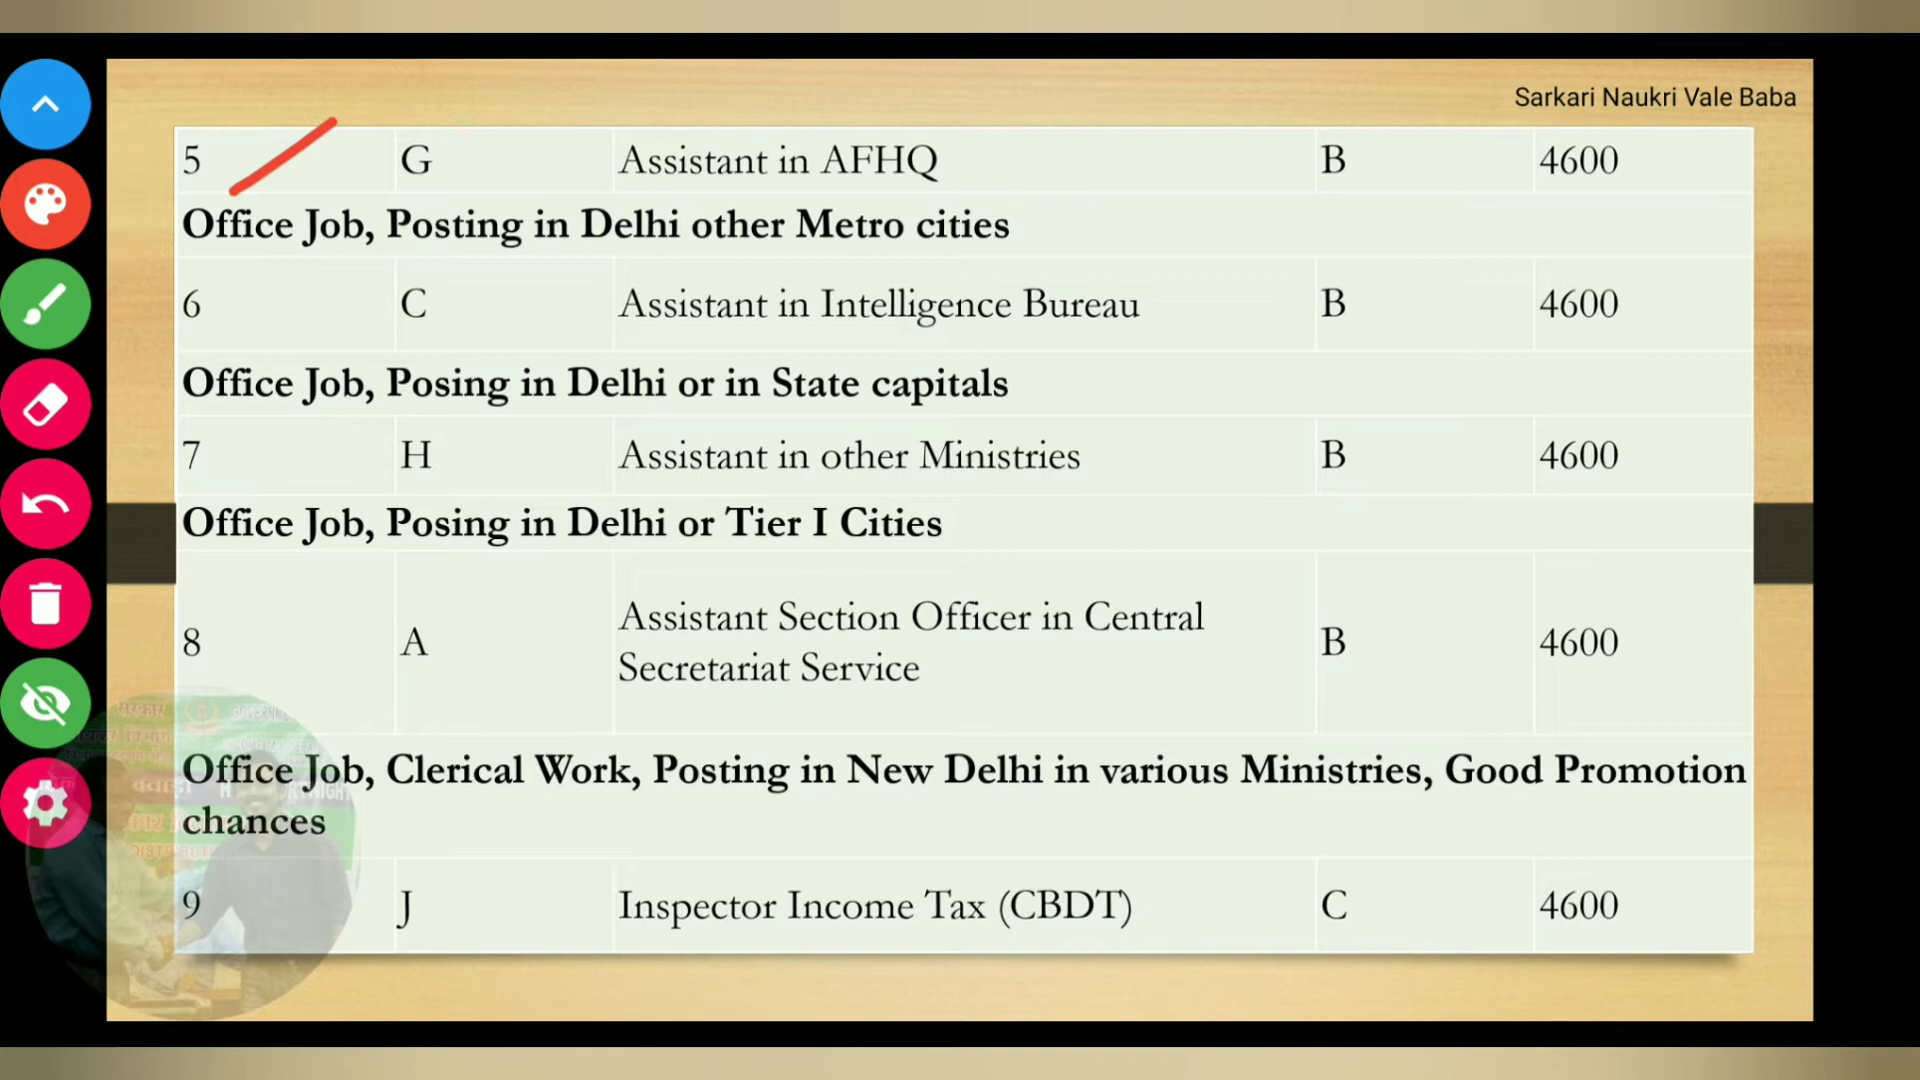 Sarkari Naukri Vale Baba
5 G Assistant in AFHQ B 4600
Office Job, Posting in Delhi other Metro cities
6 C Assistant in Intelligence Bureau B 4600
Office Job, Posing in Delhi or in State capitals
7 H Assistant in other Ministries B 4600
Office Job, Posing in Delhi or Tier I Cities
8 A Assistant Section Officer in Central
Secretariat Service B 4600
Office Job, Clerical Work, Posting in New Delhi in various Ministries, Good Promotion
chances
9 J Inspector Income Tax (CBDT) C 4600